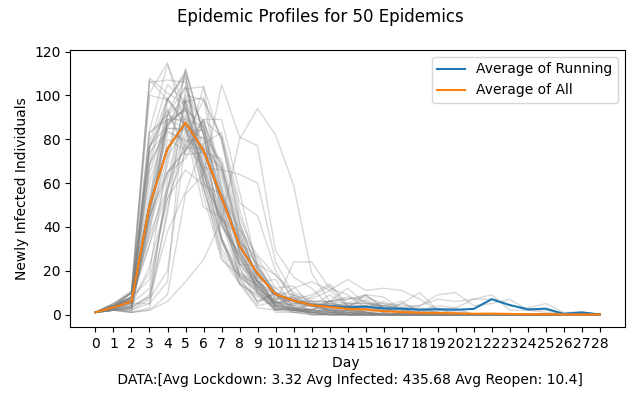 Epidemic Profiles for 50 Epidemics
120
100
80
60
40
20
0
Newly Infected Individuals
Average of Running
Average of All
0 1 2 3 4 5 6 7 8 9 10 11 12 13 14 15 16 17 18 19 20 21 22 23 24 25 26 27 28
Day
DATA:[Avg Lockdown: 3.32 Avg Infected: 435.68 Avg Reopen: 10.4]